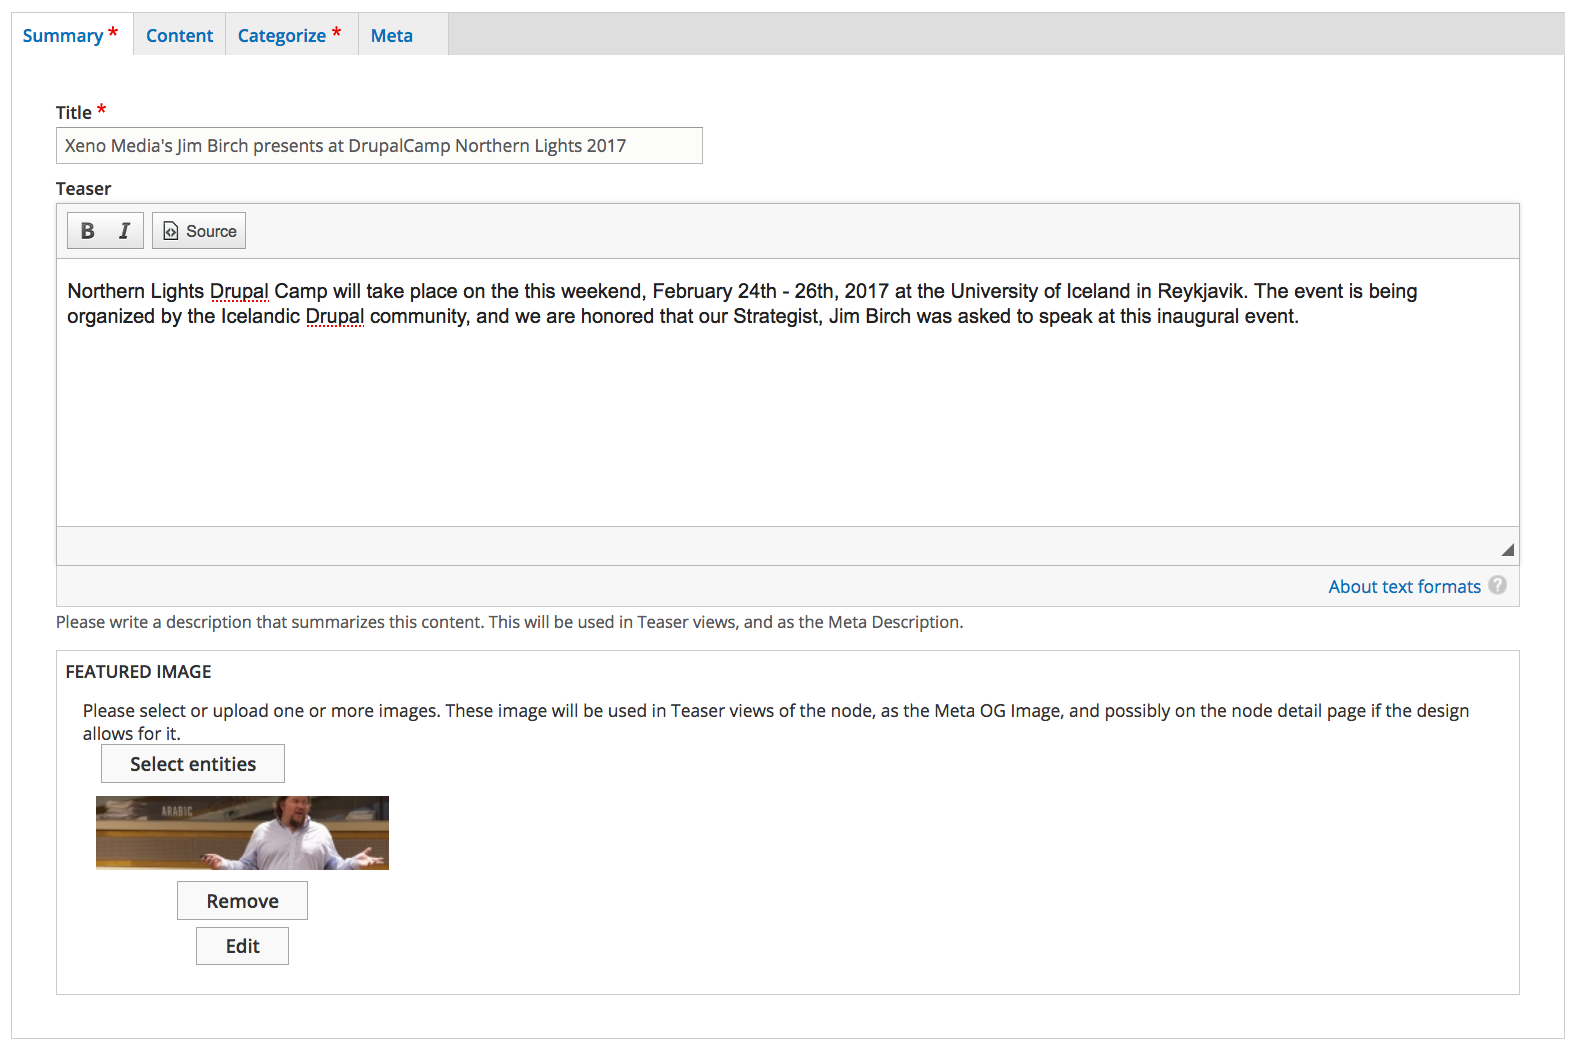 Summary * Content Categorize * Meta
Title *
Xeno Media's Jim Birch presents at DrupalCamp Northern Lights 2017
Teaser
B I Source
Northern Lights Drupal Camp will take place on the this weekend, February 24th - 26th, 2017 at the University of Iceland in Reykjavik. The event is being
organized by the Icelandic Drupal community, and we are honored that our Strategist, Jim Birch was asked to speak at this inaugural event.
About text formats ?
Please write a description that summarizes this content. This will be used in Teaser views, and as the Meta Description.
FEATURED IMAGE
Please select or upload one or more images. These image will be used in Teaser views of the node, as the Meta OG Image, and possibly on the node detail page if the design
allows for it.
Select entities
ARABIC
Remove
Edit